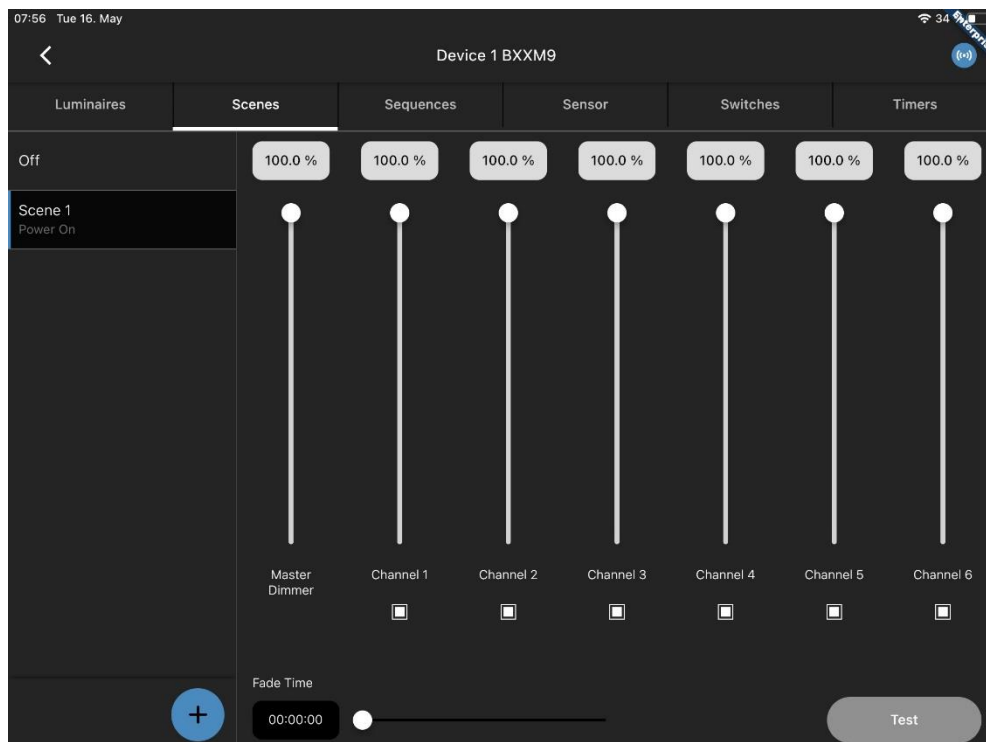 07:56 Tue 16. May
34
Device 1 BXXM9
Luminaires Scenes Sequences Sensor Switches Timers
Off
Scene 1
Power On
100.0 % 100.0 % 100.0 % 100.0 % 100.0 % 100.0 % 100.0 %
Master
Dimmer
Channel 1 Channel 2 Channel 3 Channel 4 Channel 5 Channel 6
Fade Time
00:00:00
Test